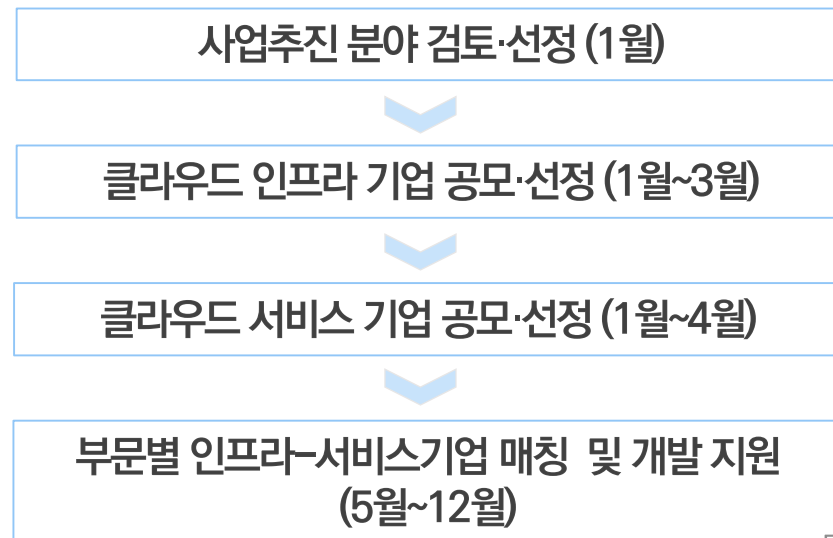 사업추진 분야 검토·선정 (1월)
클라우드 인프라 기업 공모·선정 (1월~3월)
클라우드 서비스 기업 공모·선정 (1월~4월)
부문별 인프라-서비스기업 매칭 및 개발 지원
(5월~12월)